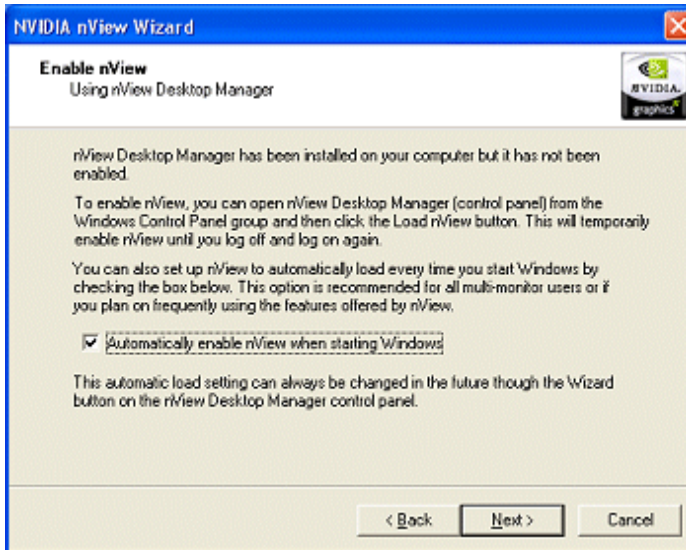 NVIDIA nView Wizard
Enable nView
Using nView Desktop Manager
nVIDIA.
graphics
nView Desktop Manager has been installed on your computer but it has not been
enabled.
To enable nView, you can open nView Desktop Manager (control panel) from the
Windows Control Panel group and then click the Load nView button. This will temporarily
enable nView until you log off and log on again.
You can also set up nView to automatically load every time you start Windows by
checking the box below. This option is recommended for all multi-monitor users or if
you plan on frequently using the features offered by nView.
Automatically enable nView when starting Windows
This automatic load setting can always be changed in the future though the Wizard
button on the nView Desktop Manager control panel.
< Back
Next >
Cancel